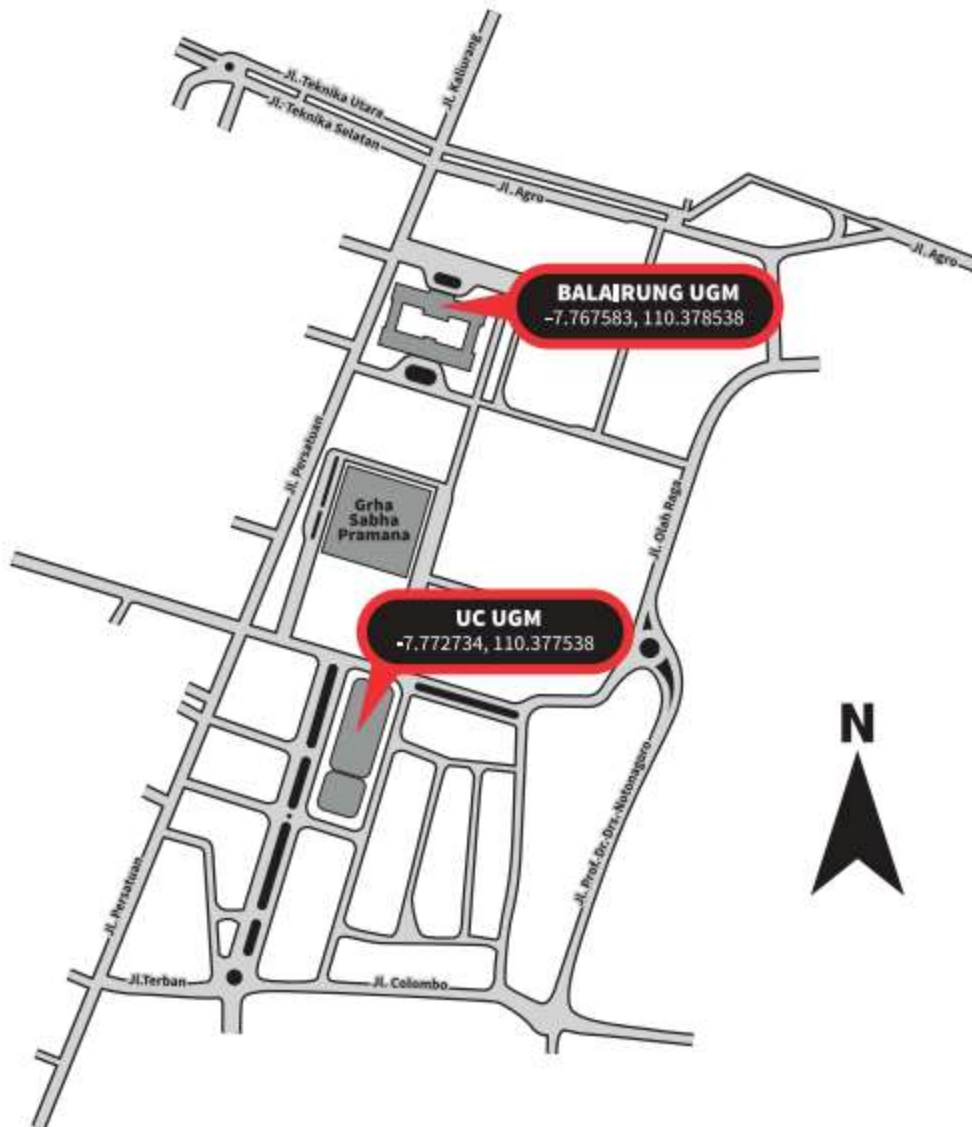 Jl. Kaliurang
Jl. Teknika Utara
Jl. Teknika Selatan
Jl. Agro
Jl. Agro
BALAIRUNG UGM
-7.767583, 110.378538
Jl. Persatuan
Grha
Sabha
Pramana
Jl. Olah Raga
UC UGM
-7.772734, 110.377538
N
Jl. Prof. Dr. Drs. Notonagoro
Jl. Persatuan
Jl.Terban
Jl. Colombo